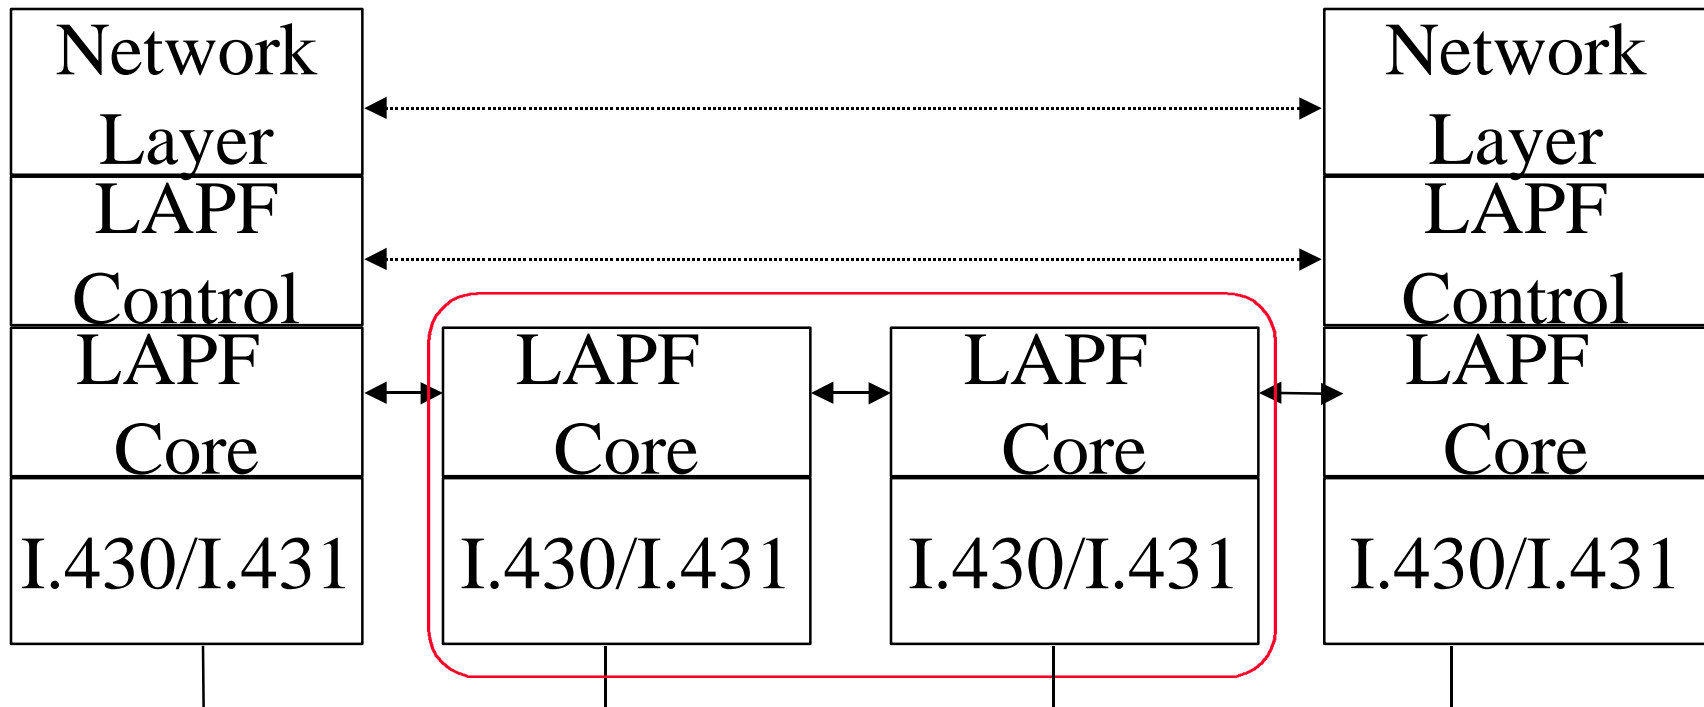 Network
Layer
LAPF
Control
LAPF
Core
I.430/I.431
LAPF
Core
I.430/I.431
LAPF
Core
I.430/I.431
Network
Layer
LAPF
Control
LAPF
Core
I.430/I.431